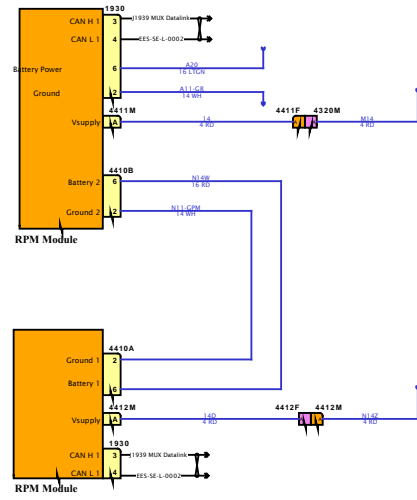 1930
CAN H 1
3
J1939 MUX Datalink
CAN L 1
4
EES-SE-L-0002
Battery Power
6
A20
16 LTGN
Ground
2
A11-GR
14 WH
4411M
4411F
4320M
Vsupply
A
14
4 RD
A
A
M14
4 RD
4410B
Battery 2
6
N14W
16 RD
Ground 2
2
N11-GPM
14 WH
RPM Module
4410A
Ground 1
2
Battery 1
6
4412M
4412F
4412M
Vsupply
A
14D
4 RD
A
A
N14Z
4 RD
1930
CAN H 1
3
J1939 MUX Datalink
CAN L 1
4
EES-SE-L-0002
RPM Module